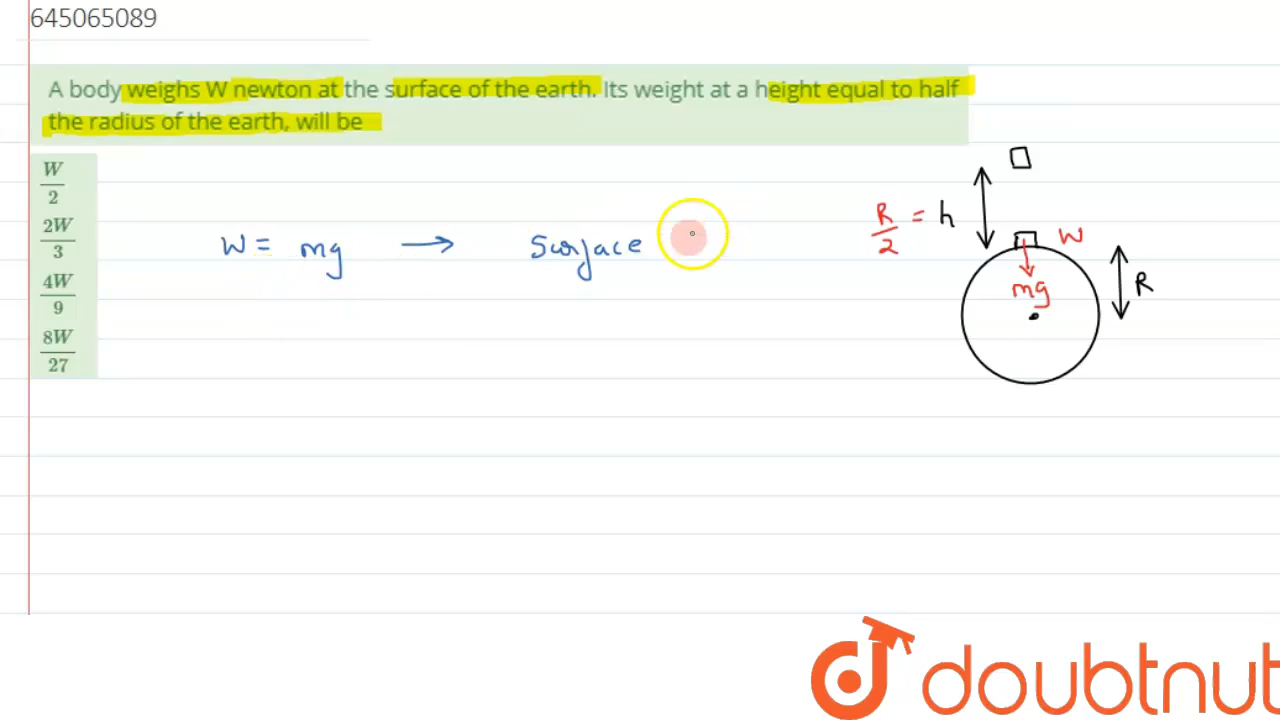 645065089
A body weighs W newton at the surface of the earth. Its weight at a height equal to half
the radius of the earth, will be
W/2
2W/3
4W/9
8W/27
W = mg → Surface
R/2 = h
W
mg
R
doubtnut